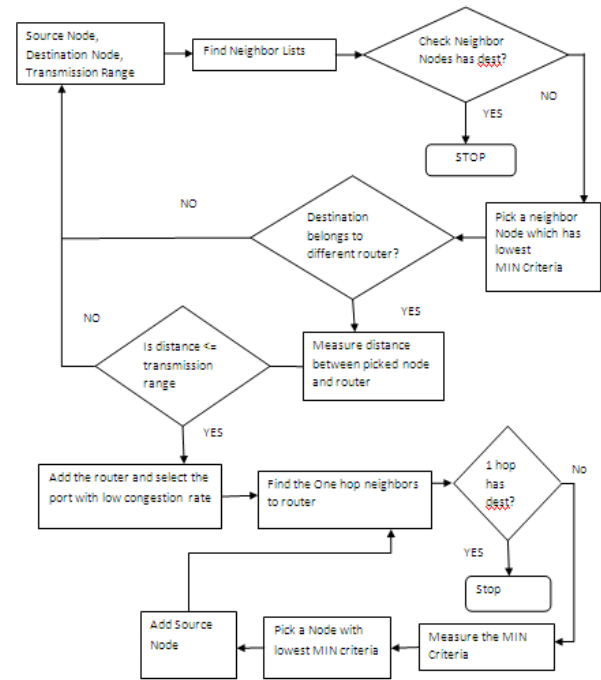 Source Node,
Destination Node,
Transmission Range
Find Neighbor Lists
Check Neighbor
Nodes has dest?
NO
YES
STOP
Pick a neighbor
Node which has
lowest
MIN Criteria
Destination
belongs to
different router?
NO
YES
Measure distance
between picked node
and router
Is distance <=
transmission
range
NO
YES
Add the router and select the
port with low congestion rate
Find the One hop neighbors
to router
1 hop
has
dest?
No
YES
Stop
Measure the MIN
Criteria
Pick a Node with
lowest MIN criteria
Add Source
Node